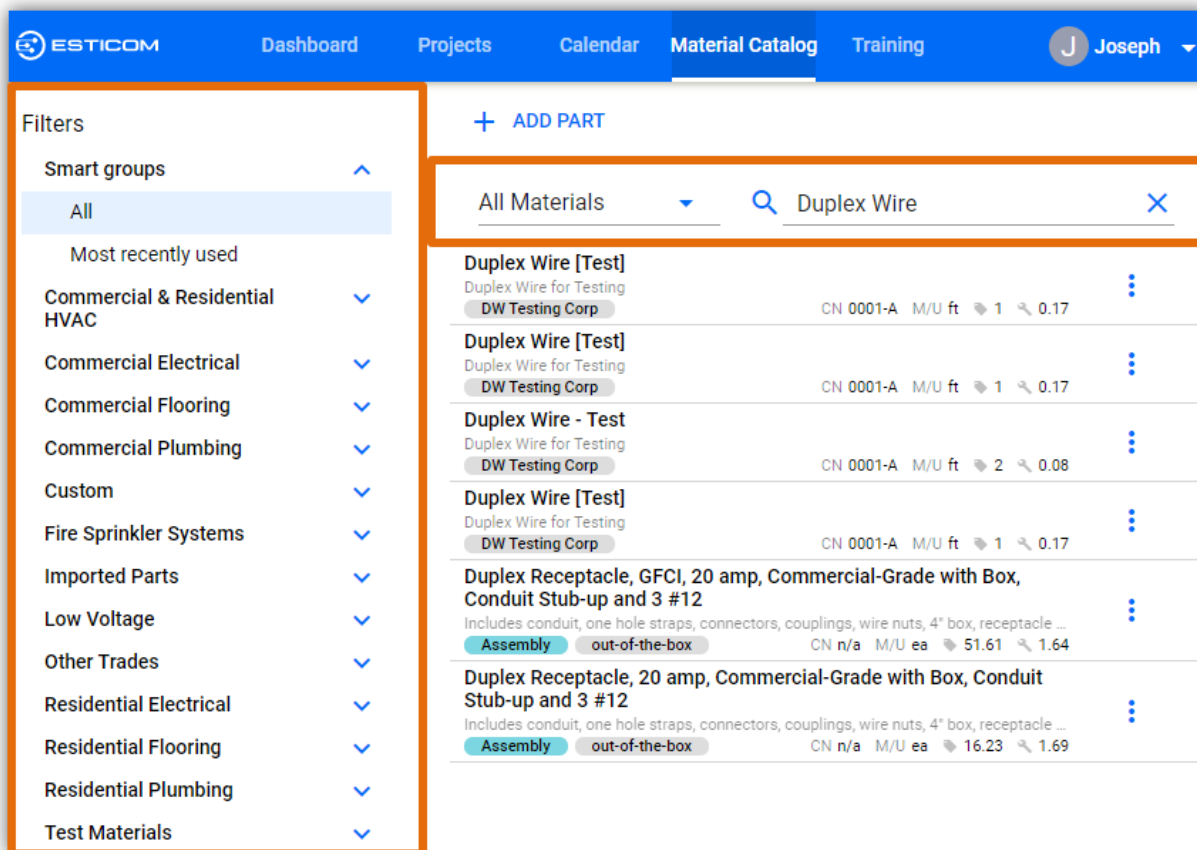 ESTICOM Dashboard Projects Calendar Material Catalog Training J Joseph
Filters
Smart groups
All
Most recently used
Commercial & Residential
HVAC
Commercial Electrical
Commercial Flooring
Commercial Plumbing
Custom
Fire Sprinkler Systems
Imported Parts
Low Voltage
Other Trades
Residential Electrical
Residential Flooring
Residential Plumbing
Test Materials
+ ADD PART
All Materials Duplex Wire
Duplex Wire [Test]
Duplex Wire for Testing
DW Testing Corp CN 0001-A M/U ft 1 0.17
Duplex Wire [Test]
Duplex Wire for Testing
DW Testing Corp CN 0001-A M/U ft 1 0.17
Duplex Wire - Test
Duplex Wire for Testing
DW Testing Corp CN 0001-A M/U ft 2 0.08
Duplex Wire [Test]
Duplex Wire for Testing
DW Testing Corp CN 0001-A M/U ft 1 0.17
Duplex Receptacle, GFCI, 20 amp, Commercial-Grade with Box,
Conduit Stub-up and 3 #12
Includes conduit, one hole straps, connectors, couplings, wire nuts, 4" box, receptacle ...
Assembly out-of-the-box CN n/a M/U ea 51.61 1.64
Duplex Receptacle, 20 amp, Commercial-Grade with Box, Conduit
Stub-up and 3 #12
Includes conduit, one hole straps, connectors, couplings, wire nuts, 4" box, receptacle ...
Assembly out-of-the-box CN n/a M/U ea 16.23 1.69